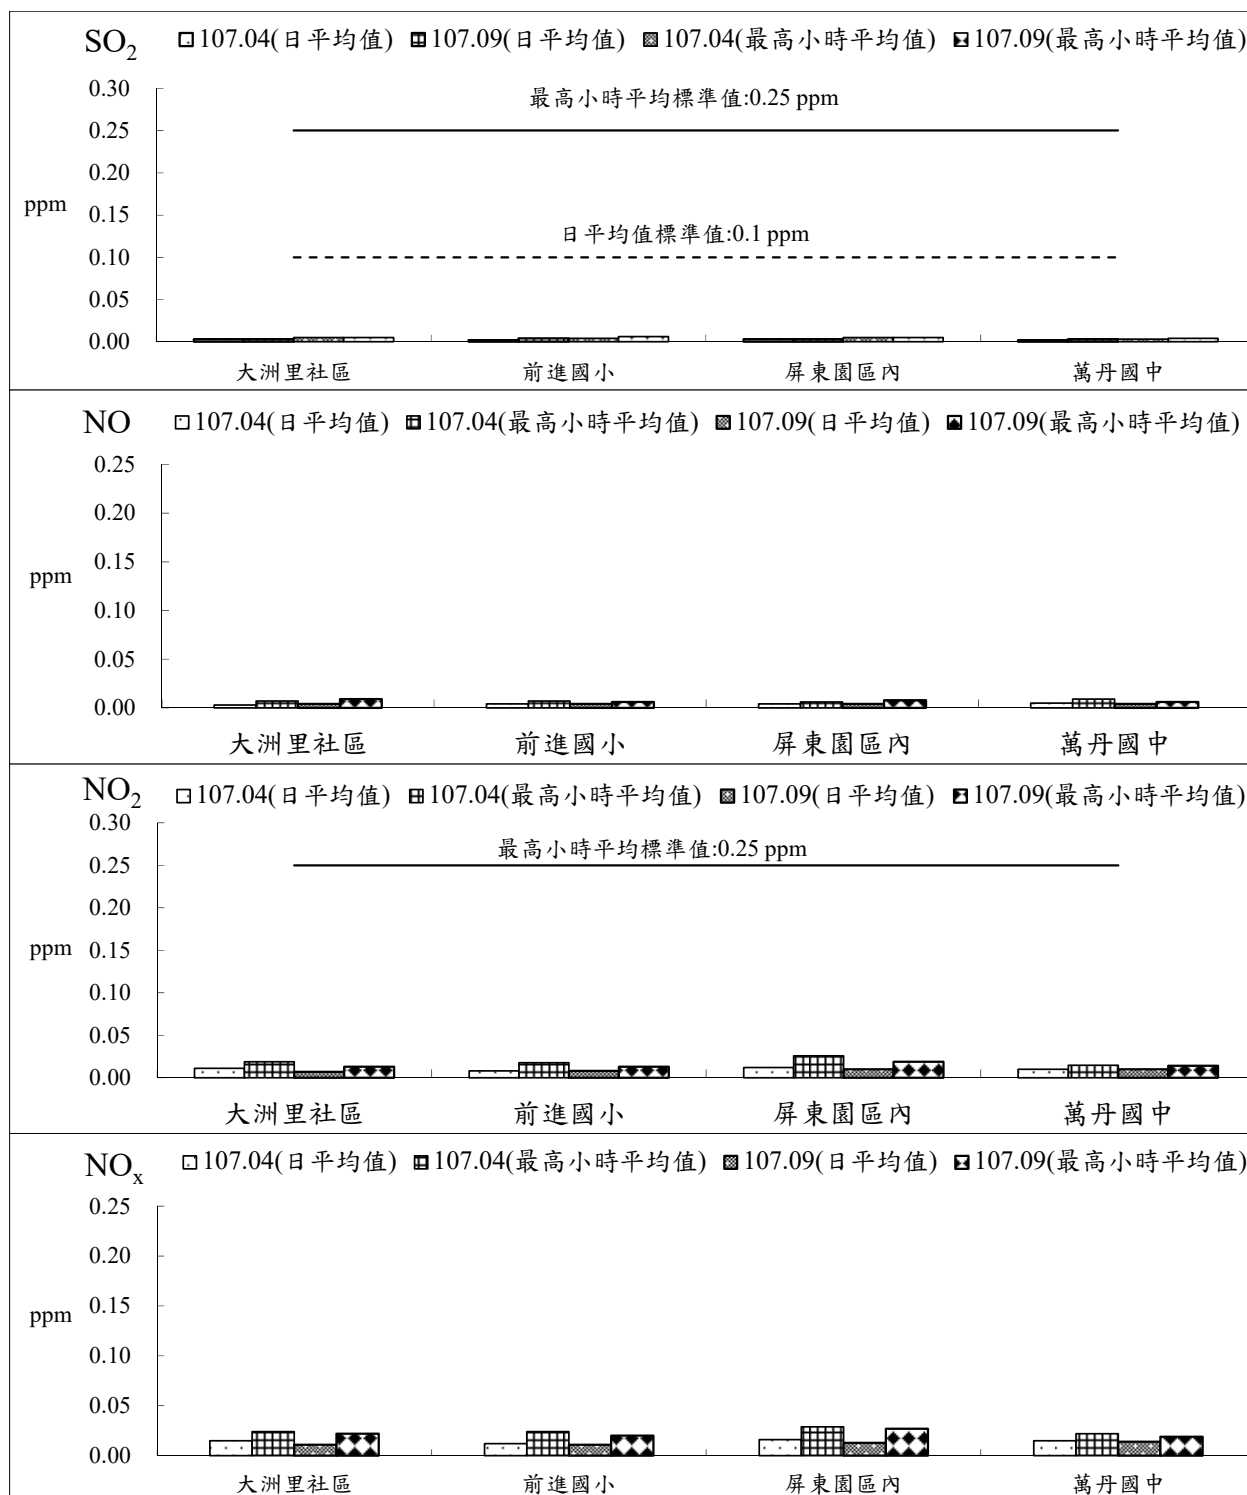 SO2 107.04(日平均值) 107.09(日平均值) 107.04(最高小時平均值) 107.09(最高小時平均值)
0.30
最高小時平均標準值:0.25 ppm
0.25
0.20
ppm
0.15
日平均值標準值:0.1 ppm
0.10
0.05
0.00
大洲里社區 前進國小 屏東園區內 萬丹國中
NO 107.04(日平均值) 107.04(最高小時平均值) 107.09(日平均值) 107.09(最高小時平均值)
0.25
0.20
0.15
ppm
0.10
0.05
0.00
大洲里社區 前進國小 屏東園區內 萬丹國中
NO2 107.04(日平均值) 107.04(最高小時平均值) 107.09(日平均值) 107.09(最高小時平均值)
0.30
最高小時平均標準值:0.25 ppm
0.25
0.20
ppm
0.15
0.10
0.05
0.00
大洲里社區 前進國小 屏東園區內 萬丹國中
NOx 107.04(日平均值) 107.04(最高小時平均值) 107.09(日平均值) 107.09(最高小時平均值)
0.25
0.20
0.15
ppm
0.10
0.05
0.00
大洲里社區 前進國小 屏東園區內 萬丹國中